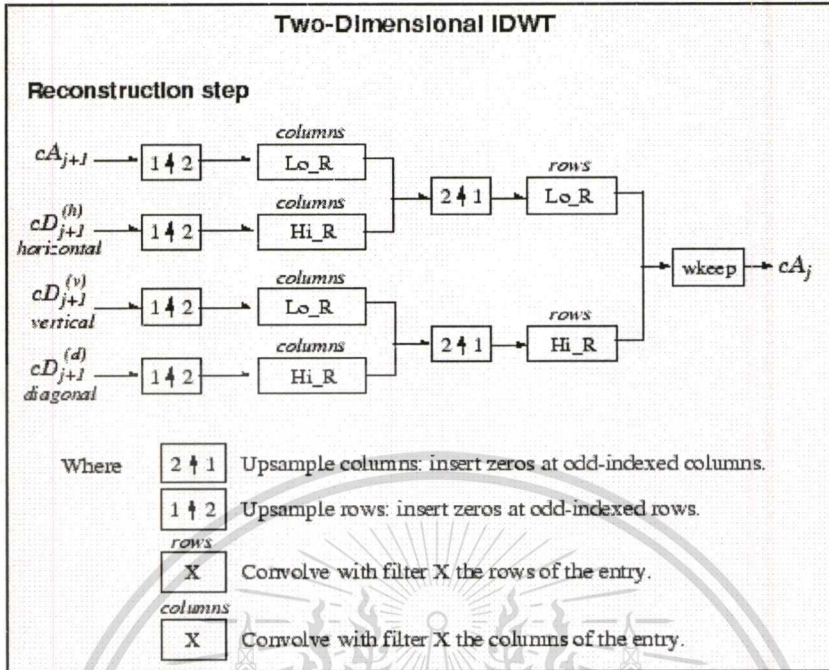 Two-Dimensional IDWT
Reconstruction step
columns
cA_{j+1} 1↑2 Lo_R
rows
2↑1 Lo_R
columns
cD_{j+1}^{(h)} 1↑2 Hi_R
horizontal
wkeep cA_j
cD_{j+1}^{(v)} 1↑2 columns Lo_R
vertical
rows
2↑1 Hi_R
columns
cD_{j+1}^{(d)} 1↑2 Hi_R
diagonal
Where 2↑1 Upsample columns: insert zeros at odd-indexed columns.
1↑2 Upsample rows: insert zeros at odd-indexed rows.
rows
X Convolve with filter X the rows of the entry.
columns
X Convolve with filter X the columns of the entry.